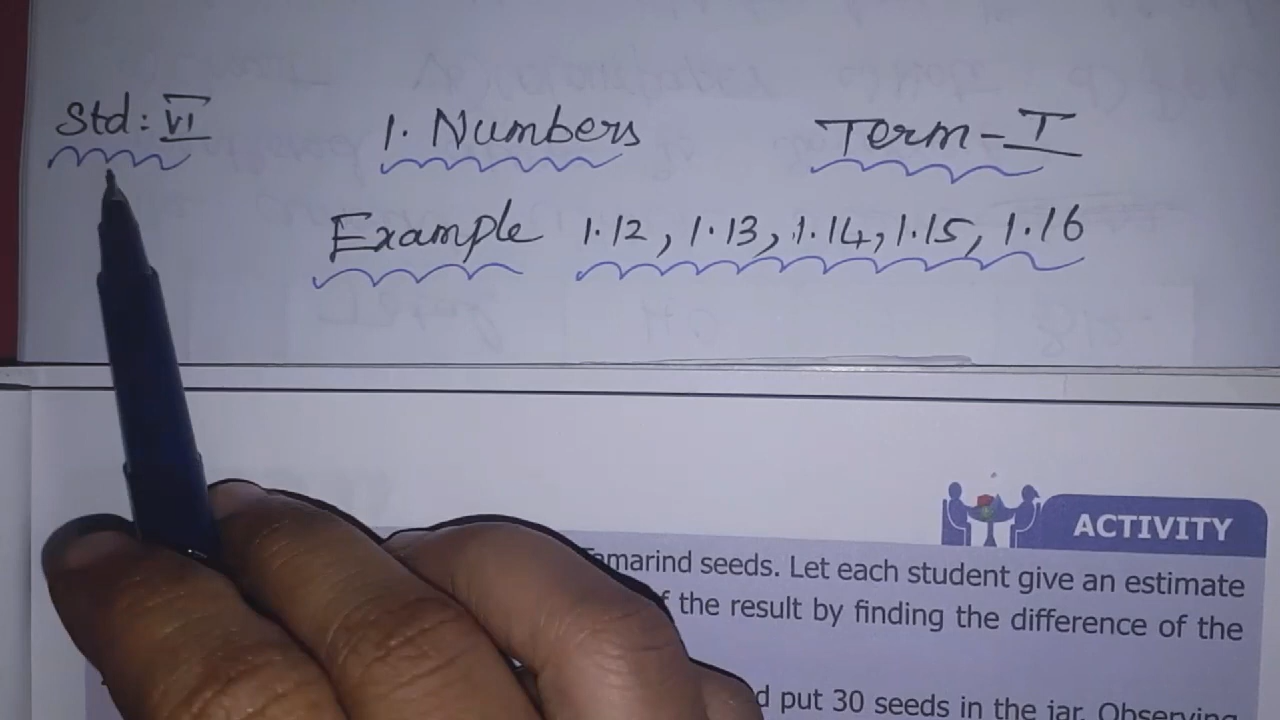 Std: VI 1. Numbers Term-I
Example 1.12, 1.13, 1.14, 1.15, 1.16
ACTIVITY
Tamarind seeds. Let each student give an estimate
of the result by finding the difference of the
put 30 seeds in the jar. Observing